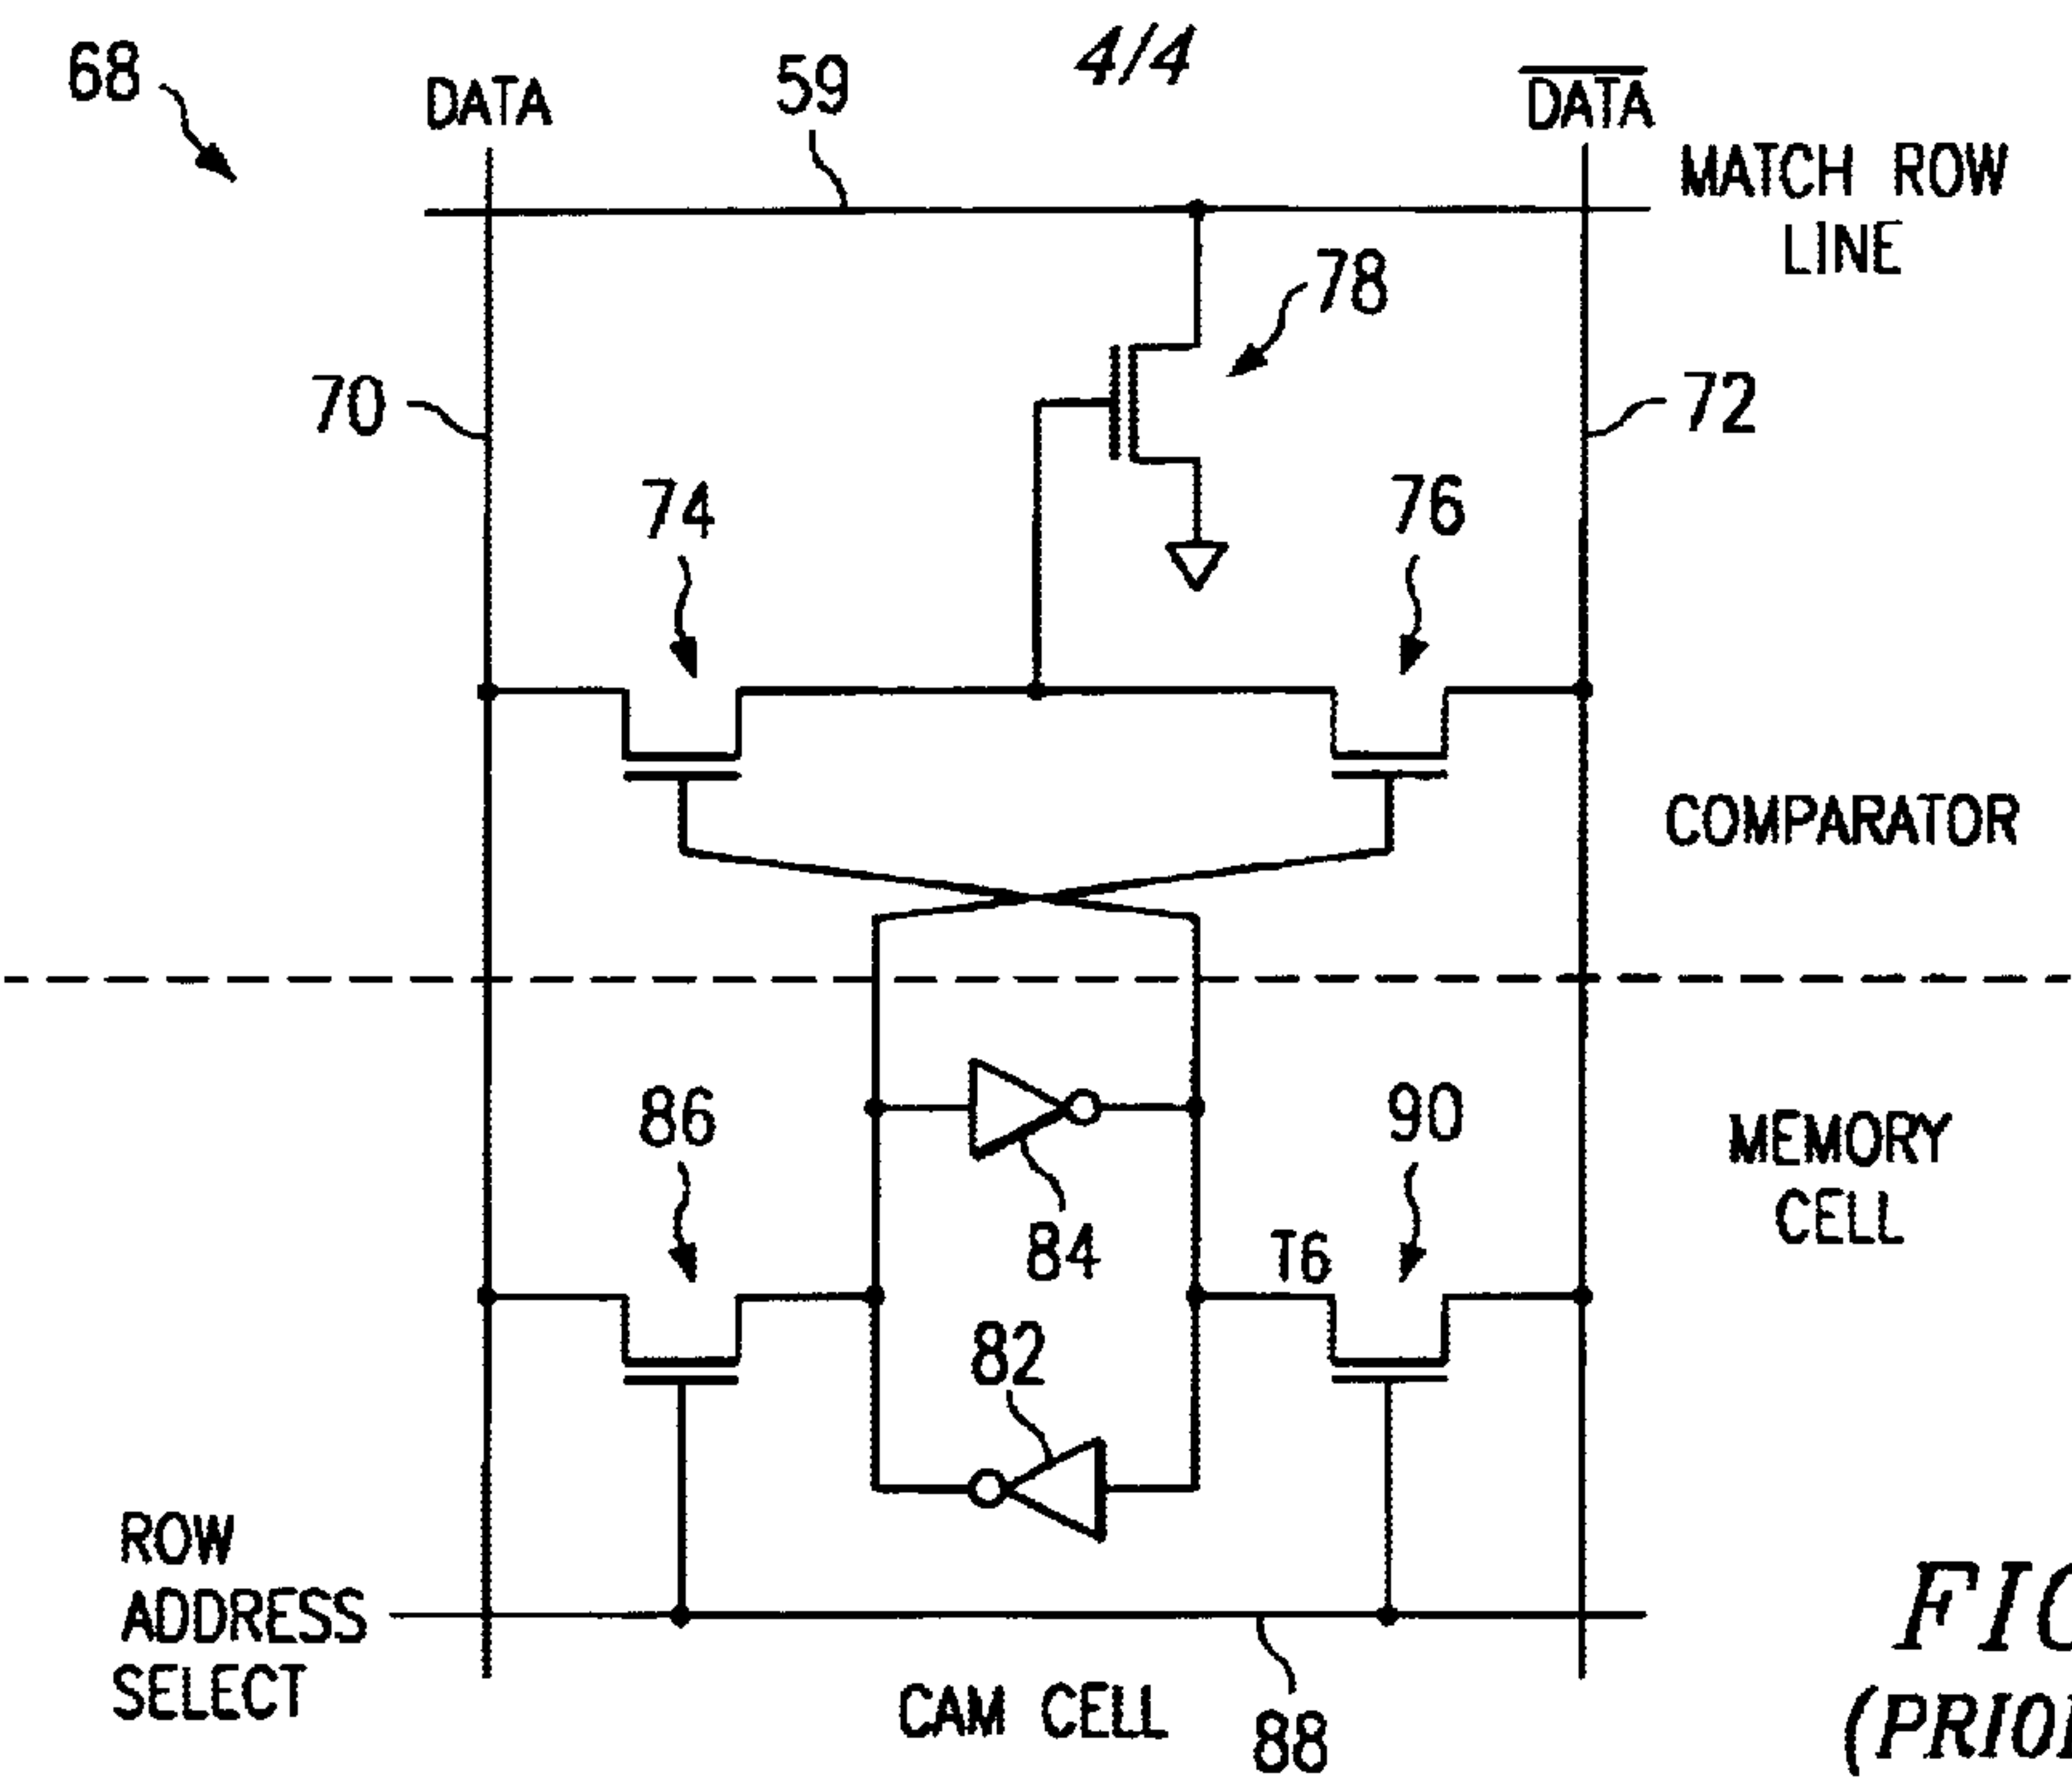 4/4
68
DATA
59
DATA
MATCH ROW
LINE
78
70
72
74
76
COMPARATOR
86
90
MEMORY
CELL
84
T6
82
ROW
ADDRESS
SELECT
CAM CELL
88